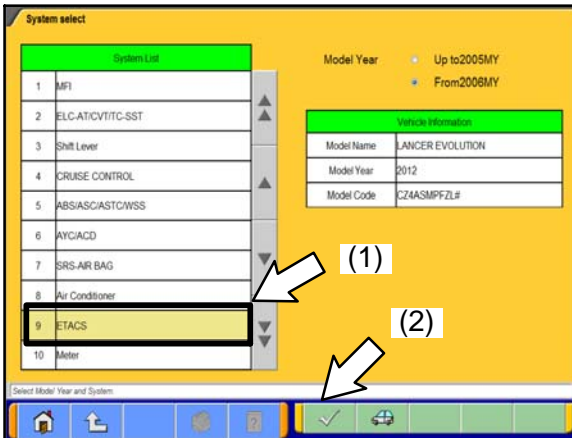 System select
System List
1 MFI
2 ELC-AT/CVT/TC-SST
3 Shift Lever
4 CRUISE CONTROL
5 ABS/ASC/ASTC/WSS
6 AYC/ACD
7 SRS-AIR BAG
8 Air Conditioner
9 ETACS
10 Meter
Model Year
Up to2005MY
From2006MY
Vehicle Information
Model Name LANCER EVOLUTION
Model Year 2012
Model Code CZ4ASMPFZL#
(1)
(2)
Select Model Year and System
?